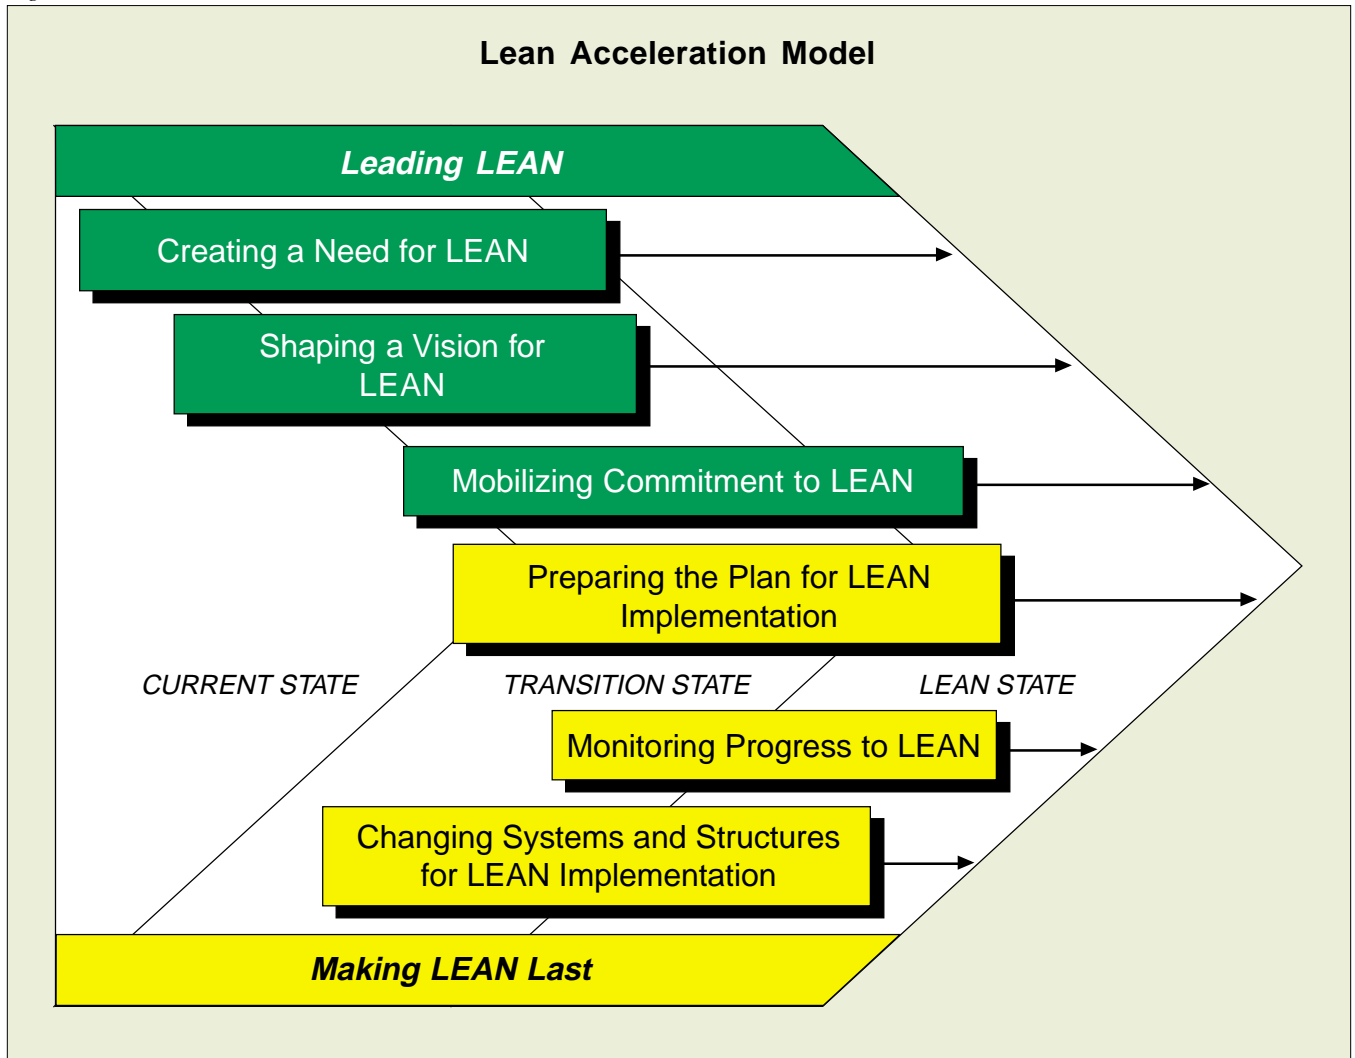 Lean Acceleration Model
Leading LEAN
Creating a Need for LEAN
Shaping a Vision for
LEAN
Mobilizing Commitment to LEAN
Preparing the Plan for LEAN
Implementation
CURRENT STATE
TRANSITION STATE
LEAN STATE
Monitoring Progress to LEAN
Changing Systems and Structures
for LEAN Implementation
Making LEAN Last